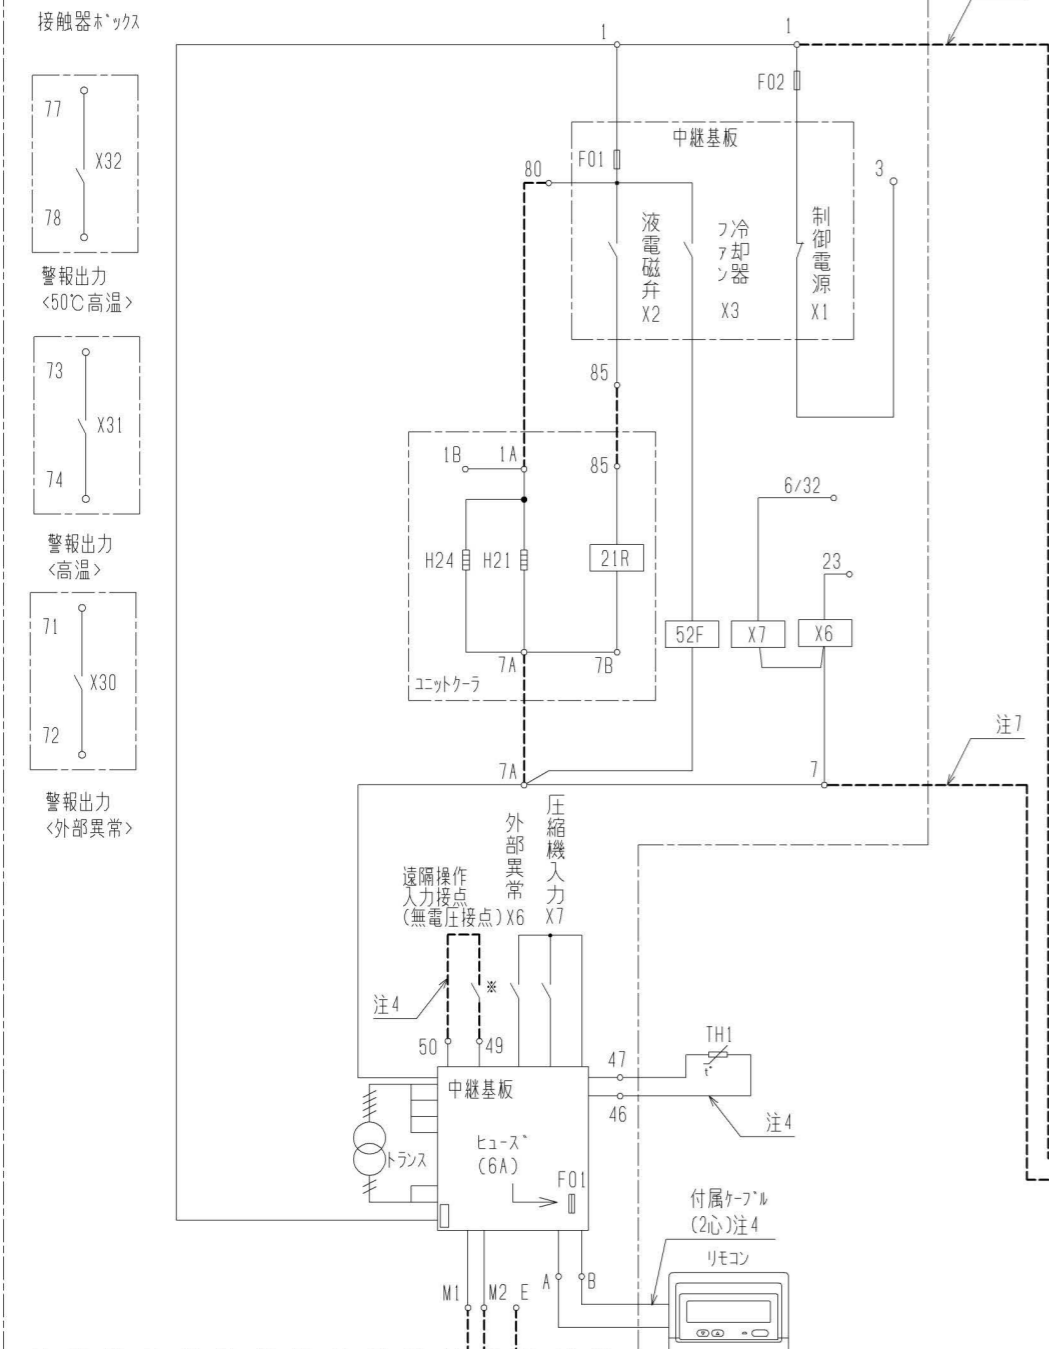 接触器ボックス
77
X32
78
警報出力
<50℃高温>
73
X31
74
警報出力
<高温>
71
X30
72
警報出力
<外部異常>
1
1
F02
中継基板
F01
80
3
液電磁弁
X2
冷却器
ファン
X3
制御電源
X1
85
85
1B
1A
H24
H21
21R
7A
7B
ユニットクーラ
6/32
23
52F
X7
X6
7A
7
注7
外部異常
X6
圧縮機入力
X7
遠隔操作
入力接点
(無電圧接点)
※
注4
50
49
中継基板
トランス
ヒューズ
(6A)
F01
47
46
TH1
t°
注4
付属ケーブル
(2心)注4
リモコン
A
B
M1
M2
E